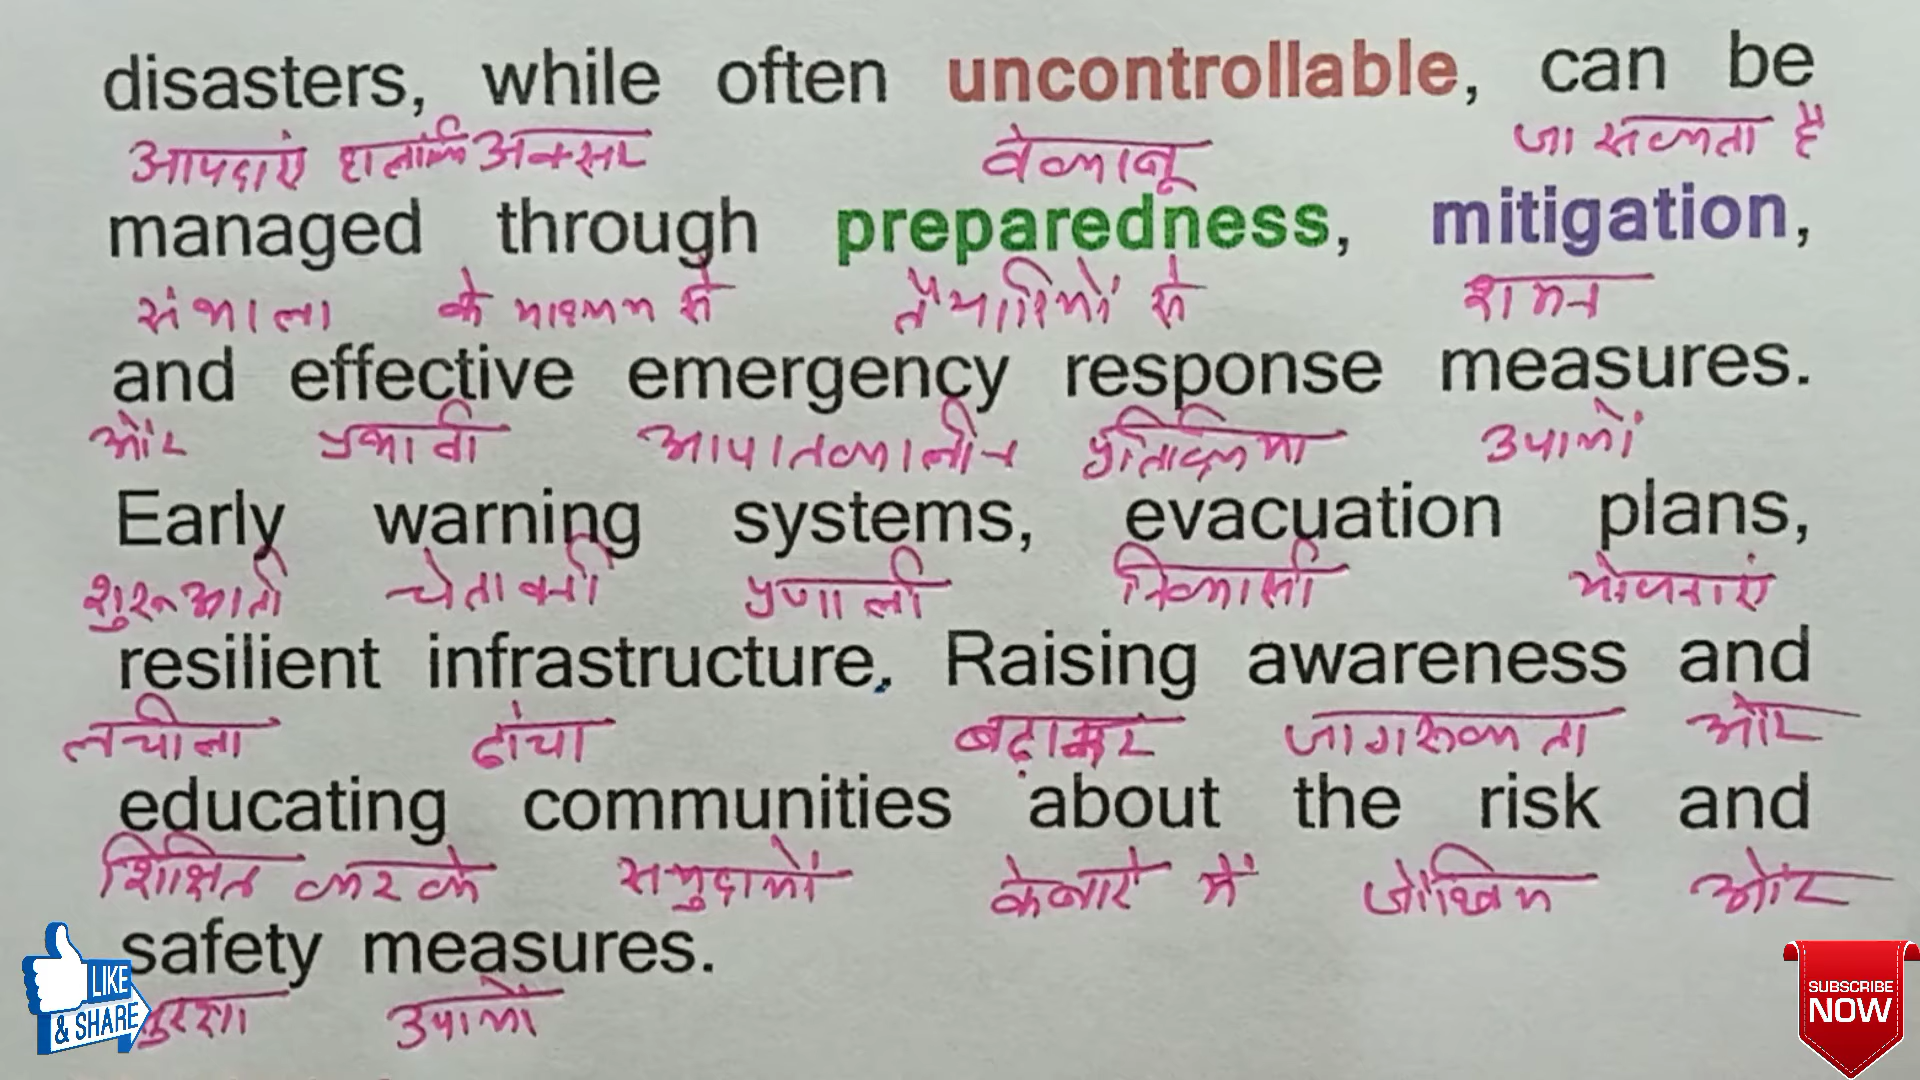 disasters, while often uncontrollable, can be
आपदाएं हालांकि अक्सर बेकाबू जा सकता है
managed through preparedness, mitigation,
संभाला के माध्यम से तैयारियों से शमन
and effective emergency response measures.
और प्रभावी आपातकालीन प्रतिक्रिया उपायों
Early warning systems, evacuation plans,
शुरूआती चेतावनी प्रणाली निकासी योजनाएं
resilient infrastructure, Raising awareness and
लचीला ढांचा बढ़ाकर जागरूकता और
educating communities about the risk and
शिक्षित करके समुदायों के बारे में जोखिम और
safety measures.
सुरक्षा उपायों
LIKE
& SHARE
SUBSCRIBE
NOW